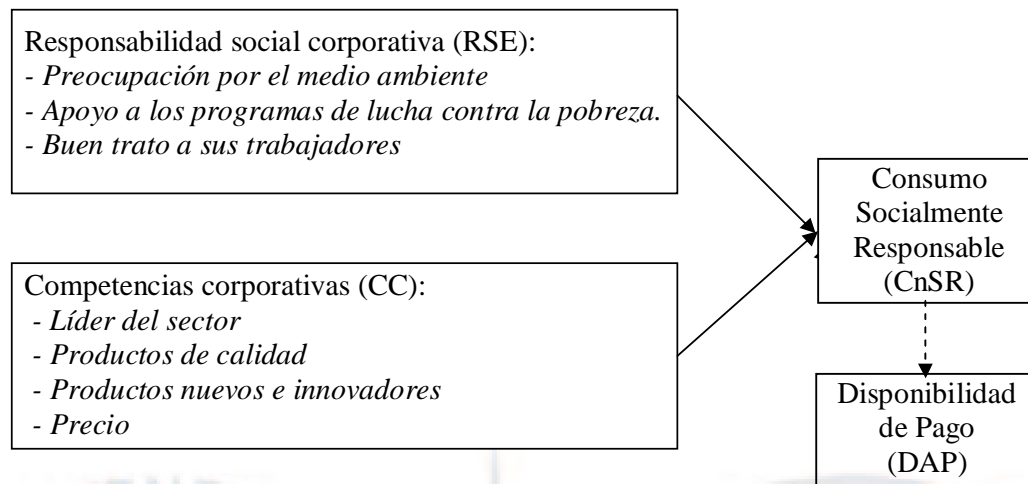 Responsabilidad social corporativa (RSE):
- Preocupación por el medio ambiente
- Apoyo a los programas de lucha contra la pobreza.
- Buen trato a sus trabajadores
Competencias corporativas (CC):
- Líder del sector
- Productos de calidad
- Productos nuevos e innovadores
- Precio
Consumo
Socialmente
Responsable
(CnSR)
Disponibilidad
de Pago
(DAP)